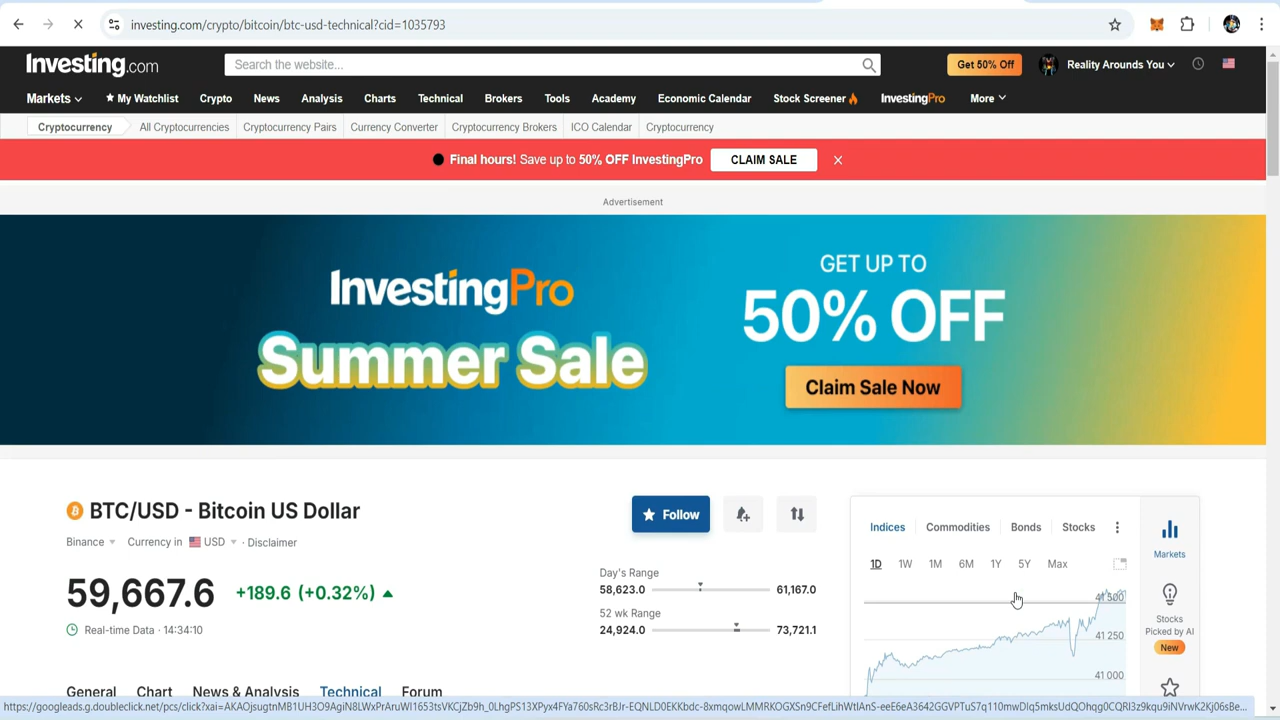 investing.com/crypto/bitcoin/btc-usd-technical?cid=1035793
Investing.com
Search the website...
Get 50% Off
Reality Arounds You
Markets
My Watchlist
Crypto
News
Analysis
Charts
Technical
Brokers
Tools
Academy
Economic Calendar
Stock Screener
InvestingPro
More
Cryptocurrency
All Cryptocurrencies
Cryptocurrency Pairs
Currency Converter
Cryptocurrency Brokers
ICO Calendar
Cryptocurrency
Final hours! Save up to 50% OFF InvestingPro
CLAIM SALE
Advertisement
InvestingPro
Summer Sale
GET UP TO
50% OFF
Claim Sale Now
BTC/USD - Bitcoin US Dollar
Follow
Binance
Currency in
USD
· Disclaimer
59,667.6
+189.6 (+0.32%)
Real-time Data · 14:34:10
Day's Range
58,623.0
61,167.0
52 wk Range
24,924.0
73,721.1
Indices
Commodities
Bonds
Stocks
1D
1W
1M
6M
1Y
5Y
Max
41 500
41 250
41 000
Markets
Stocks
Picked by AI
New
General
Chart
News & Analysis
Technical
Forum